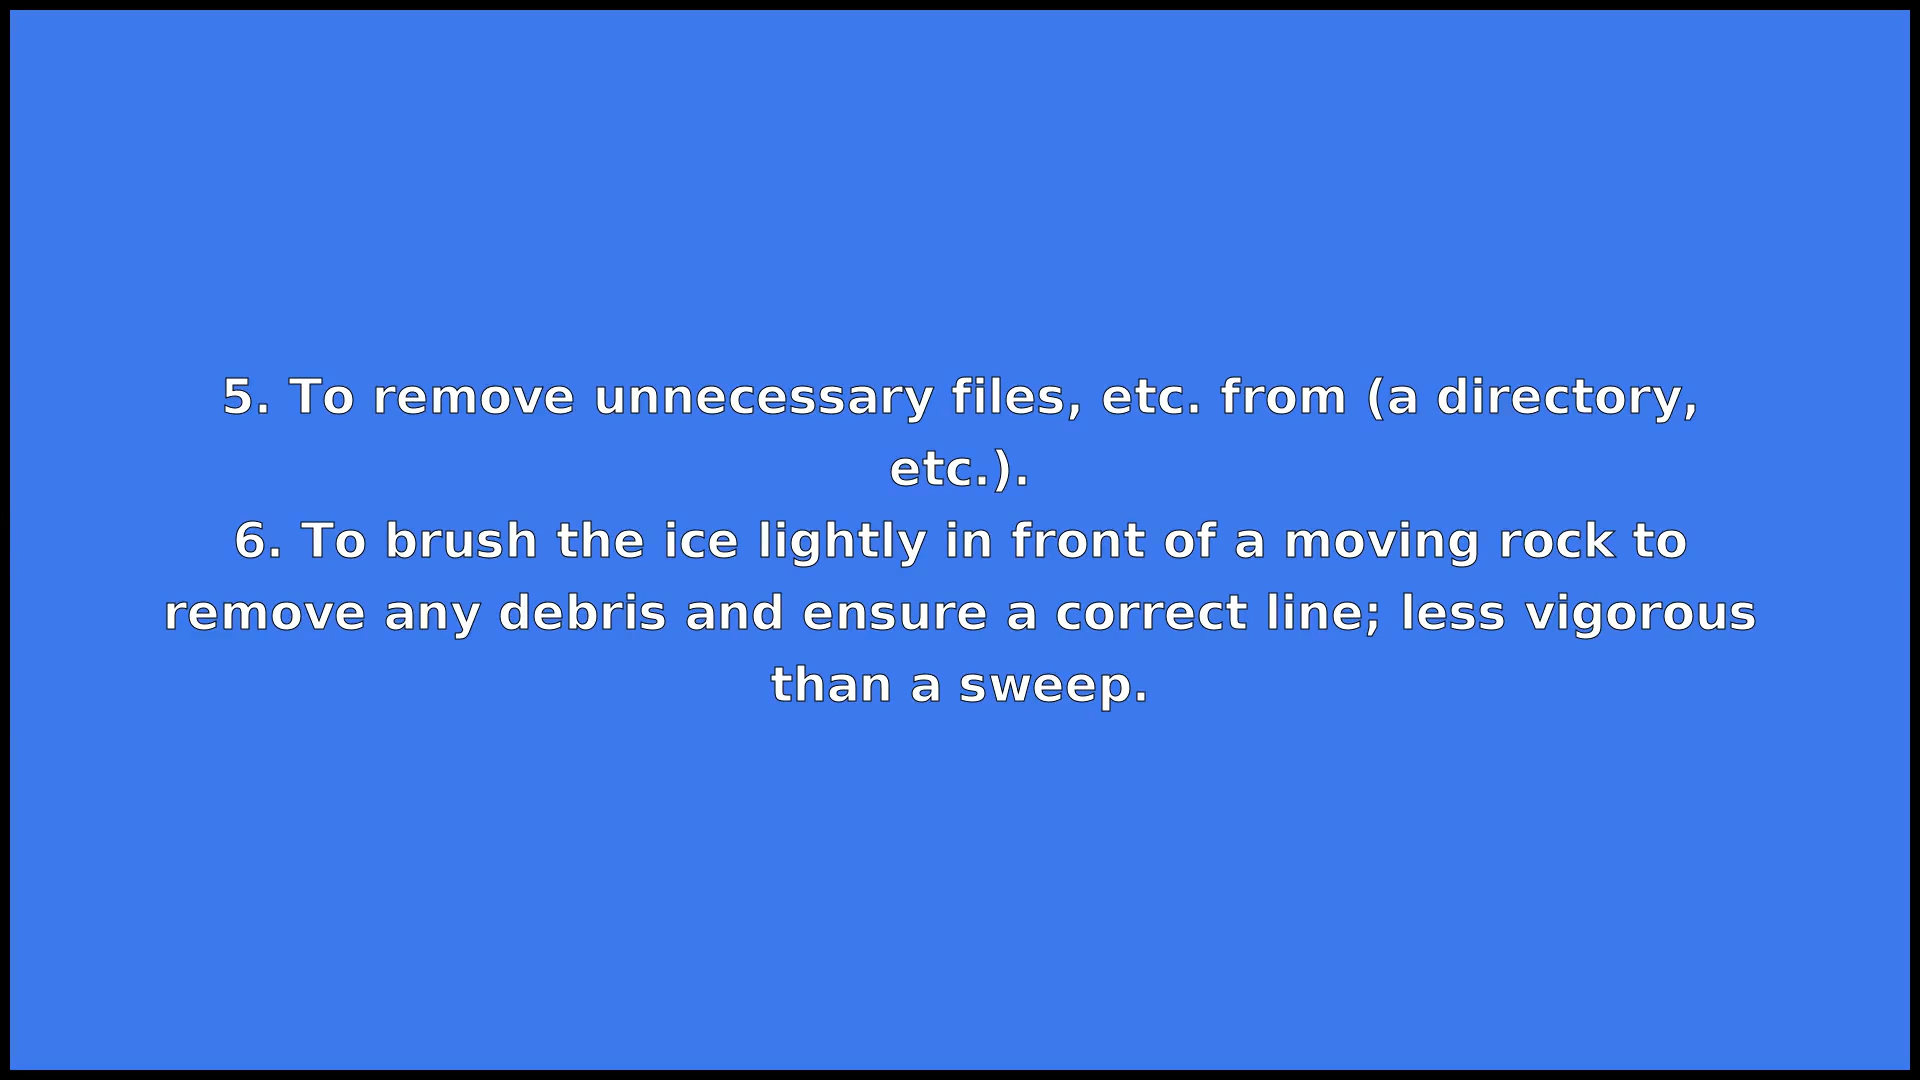 5. To remove unnecessary files, etc. from (a directory,
etc.).
6. To brush the ice lightly in front of a moving rock to
remove any debris and ensure a correct line; less vigorous
than a sweep.